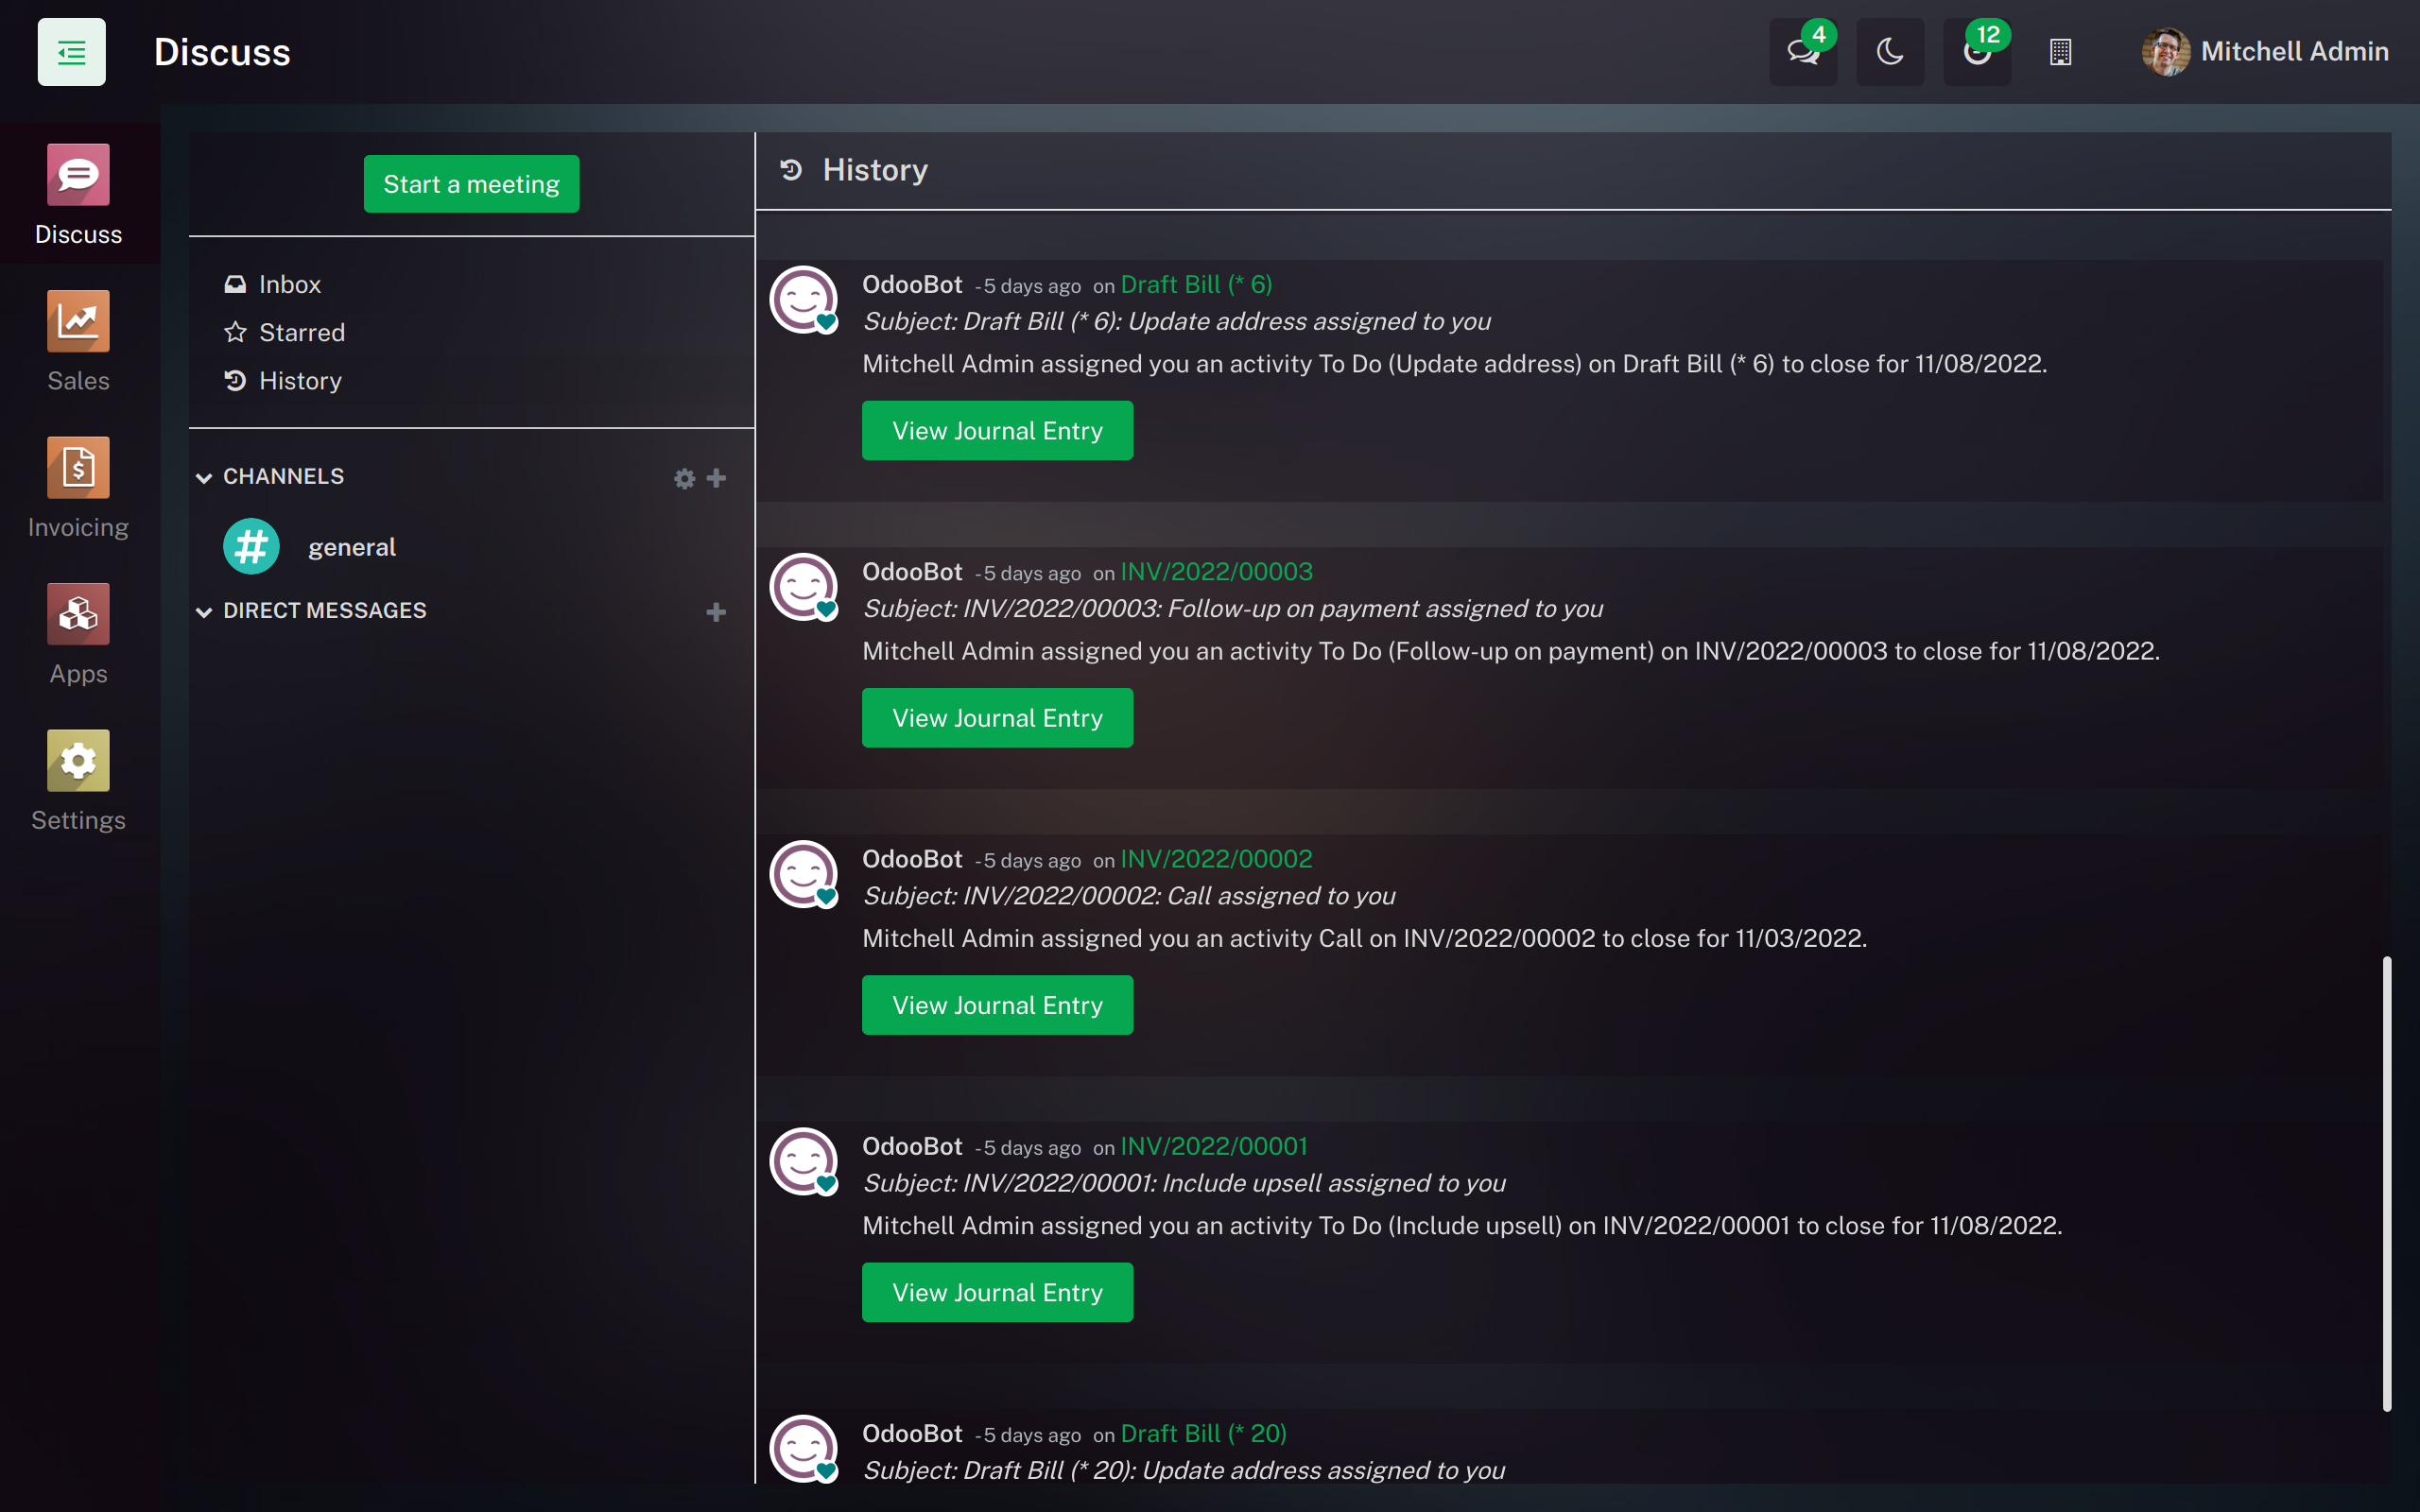 Discuss
4
12
Mitchell Admin
Discuss
Sales
Invoicing
Apps
Settings
Start a meeting
Inbox
Starred
History
CHANNELS
general
DIRECT MESSAGES
History
OdooBot - 5 days ago on Draft Bill (* 6)
Subject: Draft Bill (* 6): Update address assigned to you
Mitchell Admin assigned you an activity To Do (Update address) on Draft Bill (* 6) to close for 11/08/2022.
View Journal Entry
OdooBot - 5 days ago on INV/2022/00003
Subject: INV/2022/00003: Follow-up on payment assigned to you
Mitchell Admin assigned you an activity To Do (Follow-up on payment) on INV/2022/00003 to close for 11/08/2022.
View Journal Entry
OdooBot - 5 days ago on INV/2022/00002
Subject: INV/2022/00002: Call assigned to you
Mitchell Admin assigned you an activity Call on INV/2022/00002 to close for 11/03/2022.
View Journal Entry
OdooBot - 5 days ago on INV/2022/00001
Subject: INV/2022/00001: Include upsell assigned to you
Mitchell Admin assigned you an activity To Do (Include upsell) on INV/2022/00001 to close for 11/08/2022.
View Journal Entry
OdooBot - 5 days ago on Draft Bill (* 20)
Subject: Draft Bill (* 20): Update address assigned to you